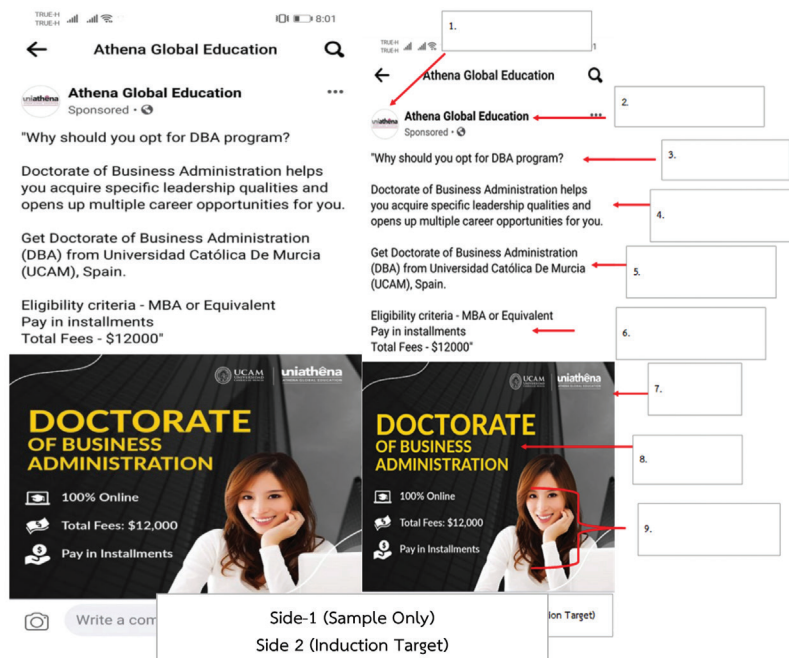 TRUE-H
TRUE-H
8:01
Athena Global Education
uniathena
Athena Global Education
Sponsored •
"Why should you opt for DBA program?
Doctorate of Business Administration helps
you acquire specific leadership qualities and
opens up multiple career opportunities for you.
Get Doctorate of Business Administration
(DBA) from Universidad Católica De Murcia
(UCAM), Spain.
Eligibility criteria - MBA or Equivalent
Pay in installments
Total Fees - $12000"
UCAM
uniathêna
DOCTORATE
OF BUSINESS
ADMINISTRATION
100% Online
Total Fees: $12,000
Pay in Installments
Write a com
TRUE-H
TRUE-H
1
Athena Global Education
uniathena
Athena Global Education
Sponsored •
"Why should you opt for DBA program?
Doctorate of Business Administration helps
you acquire specific leadership qualities and
opens up multiple career opportunities for you.
Get Doctorate of Business Administration
(DBA) from Universidad Católica De Murcia
(UCAM), Spain.
Eligibility criteria - MBA or Equivalent
Pay in installments
Total Fees - $12000"
UCAM
uniathêna
DOCTORATE
OF BUSINESS
ADMINISTRATION
100% Online
Total Fees: $12,000
Pay in Installments
1.
2.
3.
4.
5.
6.
7.
8.
9.
ion Target)
Side-1 (Sample Only)
Side 2 (Induction Target)